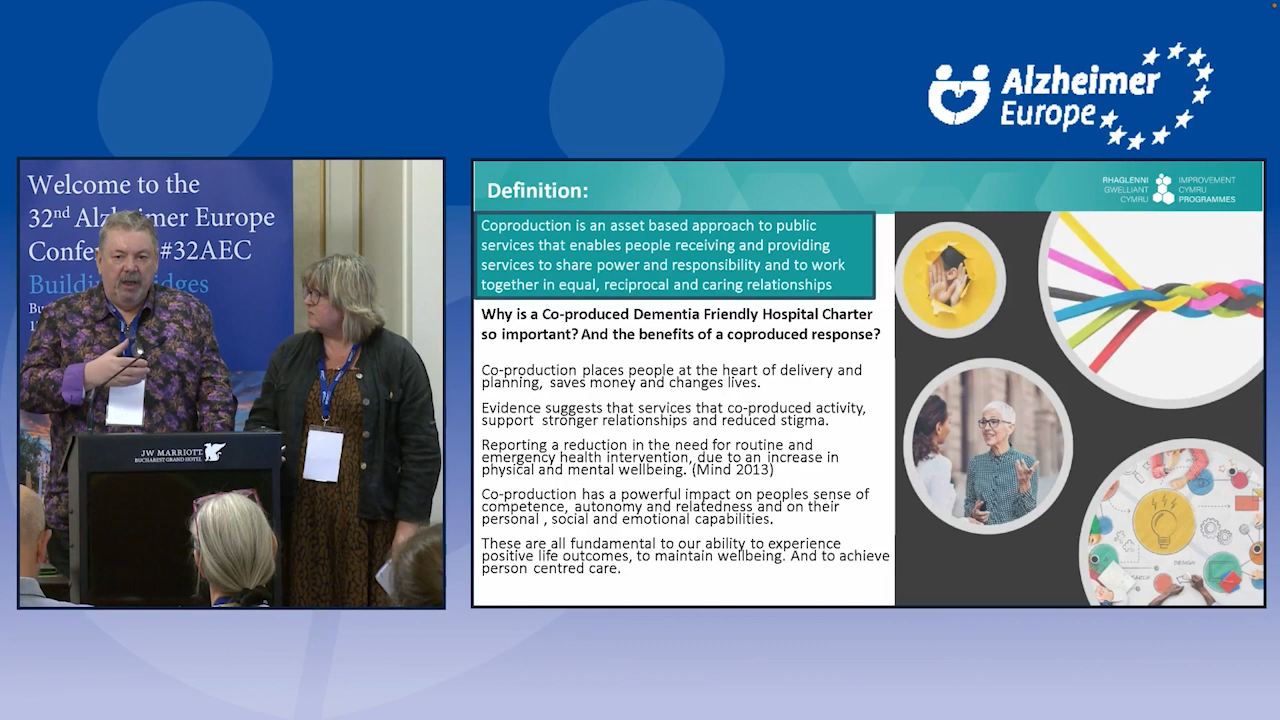 Alzheimer
Europe
Welcome to the
32nd Alzheimer Europe
#32AEC
JW MARRIOTT
BUCHAREST GRAND HOTEL
Definition:
RHAGLENNI
GWELLIANT
CYMRU
IMPROVEMENT
CYMRU
PROGRAMMES
Coproduction is an asset based approach to public
services that enables people receiving and providing
services to share power and responsibility and to work
together in equal, reciprocal and caring relationships
Why is a Co-produced Dementia Friendly Hospital Charter
so important? And the benefits of a coproduced response?
Co-production places people at the heart of delivery and
planning, saves money and changes lives.
Evidence suggests that services that co-produced activity,
support stronger relationships and reduced stigma.
Reporting a reduction in the need for routine and
emergency health intervention, due to an increase in
physical and mental wellbeing. (Mind 2013)
Co-production has a powerful impact on peoples sense of
competence, autonomy and relatedness and on their
personal , social and emotional capabilities.
These are all fundamental to our ability to experience
positive life outcomes, to maintain wellbeing. And to achieve
person centred care.
DESIGN